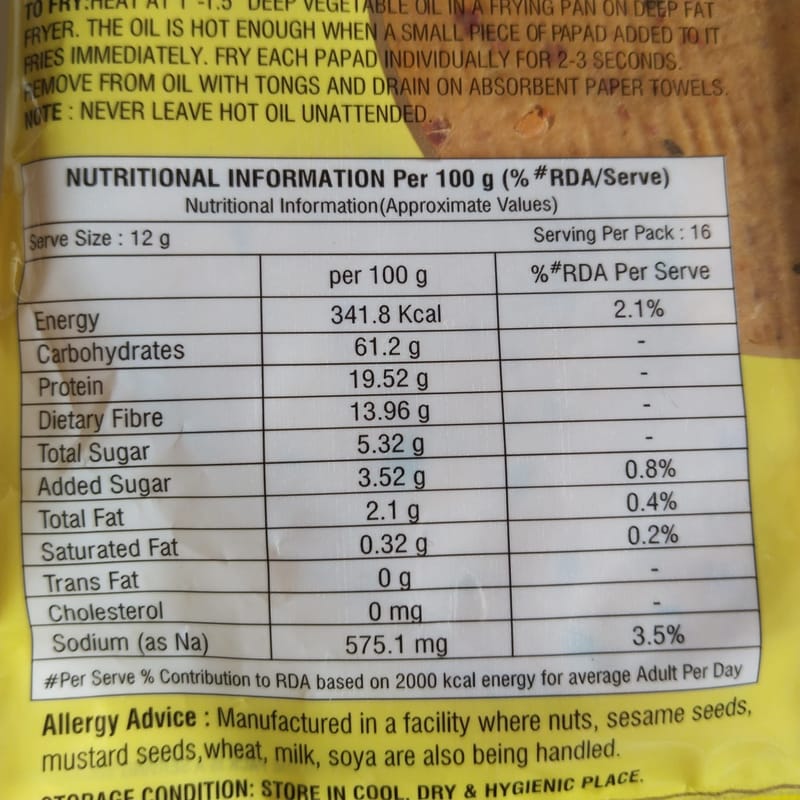 TO FRY:HEAT AT 1"-1.5" DEEP VEGETABLE OIL IN A FRYING PAN ON DEEP FAT
FRYER. THE OIL IS HOT ENOUGH WHEN A SMALL PIECE OF PAPAD ADDED TO IT
FRIES IMMEDIATELY. FRY EACH PAPAD INDIVIDUALLY FOR 2-3 SECONDS.
REMOVE FROM OIL WITH TONGS AND DRAIN ON ABSORBENT PAPER TOWELS.
NOTE : NEVER LEAVE HOT OIL UNATTENDED.
NUTRITIONAL INFORMATION Per 100 g (% #RDA/Serve)
Nutritional Information(Approximate Values)
Serve Size : 12 g Serving Per Pack : 16
per 100 g %#RDA Per Serve
Energy 341.8 Kcal 2.1%
Carbohydrates 61.2 g -
Protein 19.52 g -
Dietary Fibre 13.96 g -
Total Sugar 5.32 g -
Added Sugar 3.52 g 0.8%
Total Fat 2.1 g 0.4%
Saturated Fat 0.32 g 0.2%
Trans Fat 0 g -
Cholesterol 0 mg -
Sodium (as Na) 575.1 mg 3.5%
#Per Serve % Contribution to RDA based on 2000 kcal energy for average Adult Per Day
Allergy Advice : Manufactured in a facility where nuts, sesame seeds,
mustard seeds,wheat, milk, soya are also being handled.
STORAGE CONDITION: STORE IN COOL, DRY & HYGIENIC PLACE.